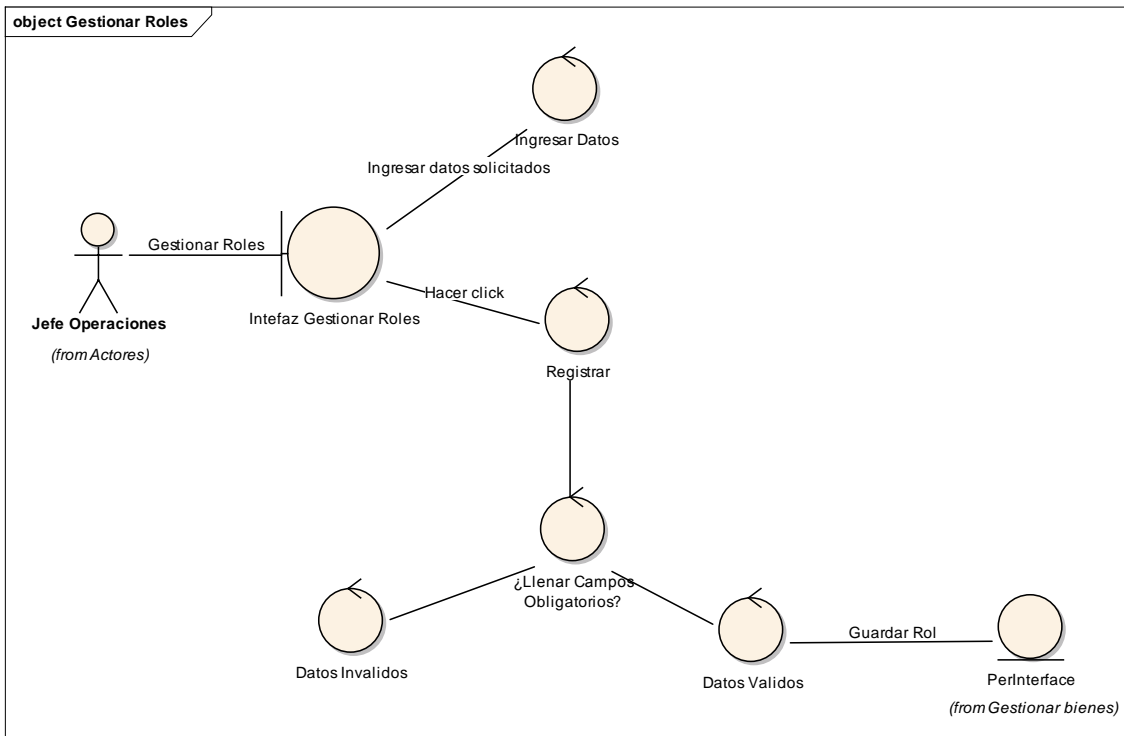 object Gestionar Roles
Ingresar Datos
Ingresar datos solicitados
Gestionar Roles
Jefe Operaciones
(from Actores)
Intefaz Gestionar Roles
Hacer click
Registrar
¿Llenar Campos
Obligatorios?
Datos Invalidos
Datos Validos
Guardar Rol
PerInterface
(from Gestionar bienes)